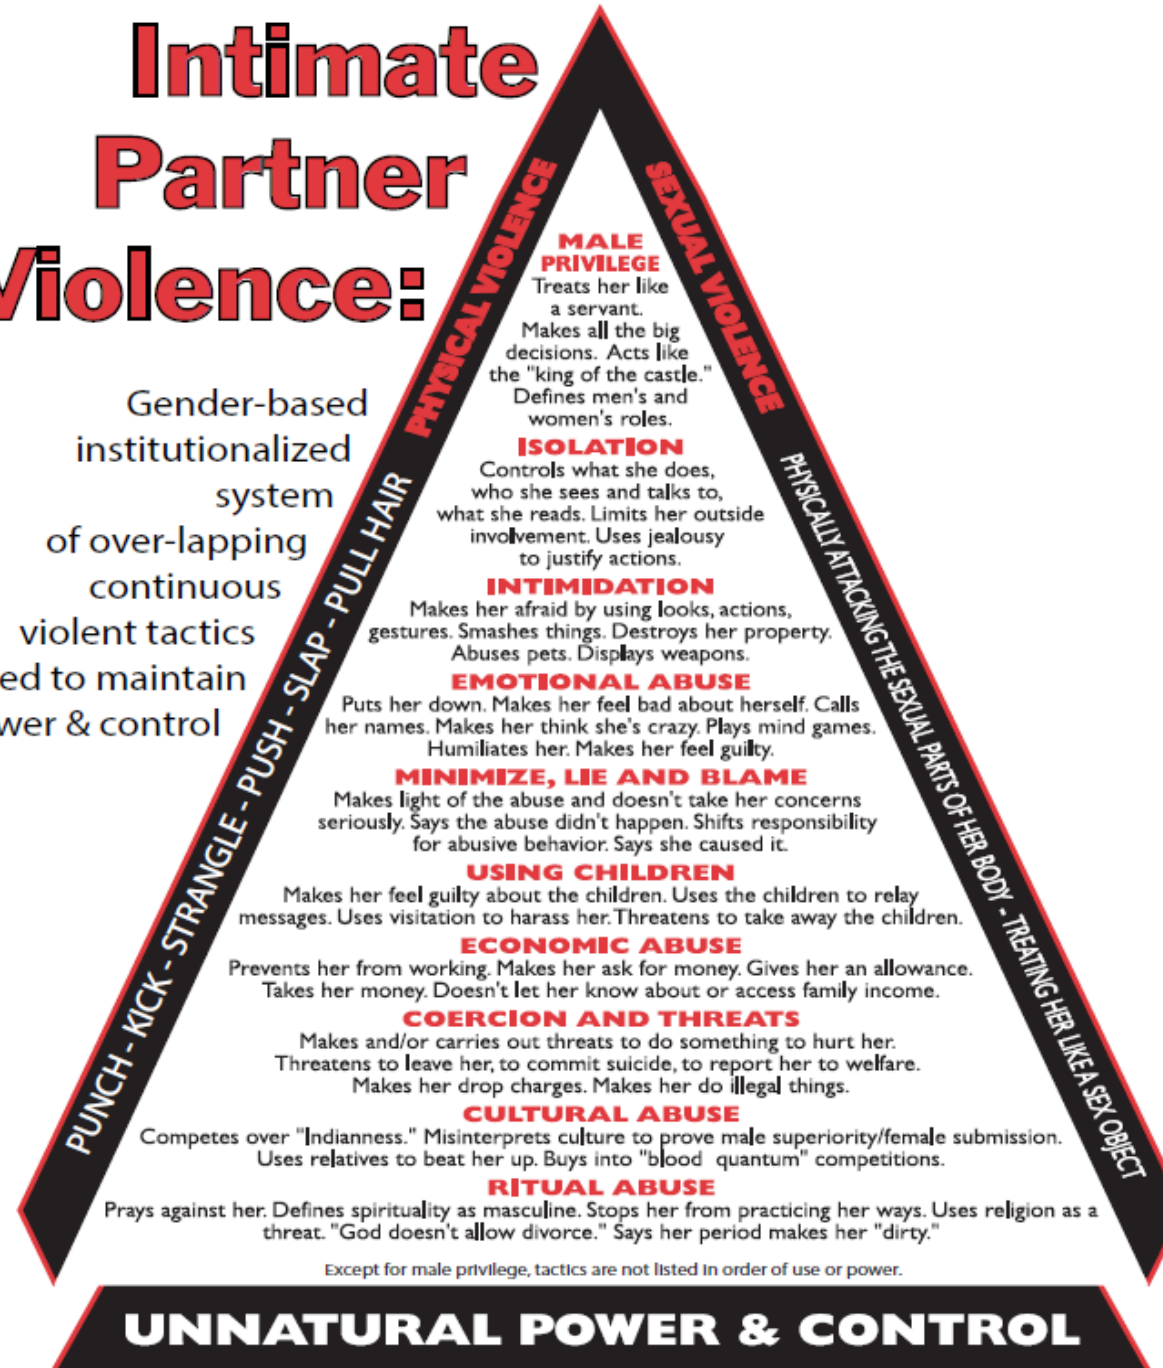 Intimate
Partner
Violence:
Gender-based
institutionalized
system
of over-lapping
continuous
violent tactics
to maintain
& control
PHYSICAL VIOLENCE
PUNCH - KICK - STRANGLE - PUSH - SLAP - PULL HAIR
SEXUAL VIOLENCE
PHYSICALLY ATTACKING THE SEXUAL PARTS OF HER BODY - TREATING HER LIKE A SEX OBJECT
MALE
PRIVILEGE
Treats her like
a servant.
Makes all the big
decisions. Acts like
the "king of the castle."
Defines men's and
women's roles.
ISOLATION
Controls what she does,
who she sees and talks to,
what she reads. Limits her outside
involvement. Uses jealousy
to justify actions.
INTIMIDATION
Makes her afraid by using looks, actions,
gestures. Smashes things. Destroys her property.
Abuses pets. Displays weapons.
EMOTIONAL ABUSE
Puts her down. Makes her feel bad about herself. Calls
her names. Makes her think she's crazy. Plays mind games.
Humiliates her. Makes her feel guilty.
MINIMIZE, LIE AND BLAME
Makes light of the abuse and doesn't take her concerns
seriously. Says the abuse didn't happen. Shifts responsibility
for abusive behavior. Says she caused it.
USING CHILDREN
Makes her feel guilty about the children. Uses the children to relay
messages. Uses visitation to harass her. Threatens to take away the children.
ECONOMIC ABUSE
Prevents her from working. Makes her ask for money. Gives her an allowance.
Takes her money. Doesn't let her know about or access family income.
COERCION AND THREATS
Makes and/or carries out threats to do something to hurt her.
Threatens to leave her, to commit suicide, to report her to welfare.
Makes her drop charges. Makes her do illegal things.
CULTURAL ABUSE
Competes over "Indianness." Misinterprets culture to prove male superiority/female submission.
Uses relatives to beat her up. Buys into "blood quantum" competitions.
RITUAL ABUSE
Prays against her. Defines spirituality as masculine. Stops her from practicing her ways. Uses religion as a
threat. "God doesn't allow divorce." Says her period makes her "dirty."
Except for male privilege, tactics are not listed in order of use or power.
UNNATURAL POWER & CONTROL